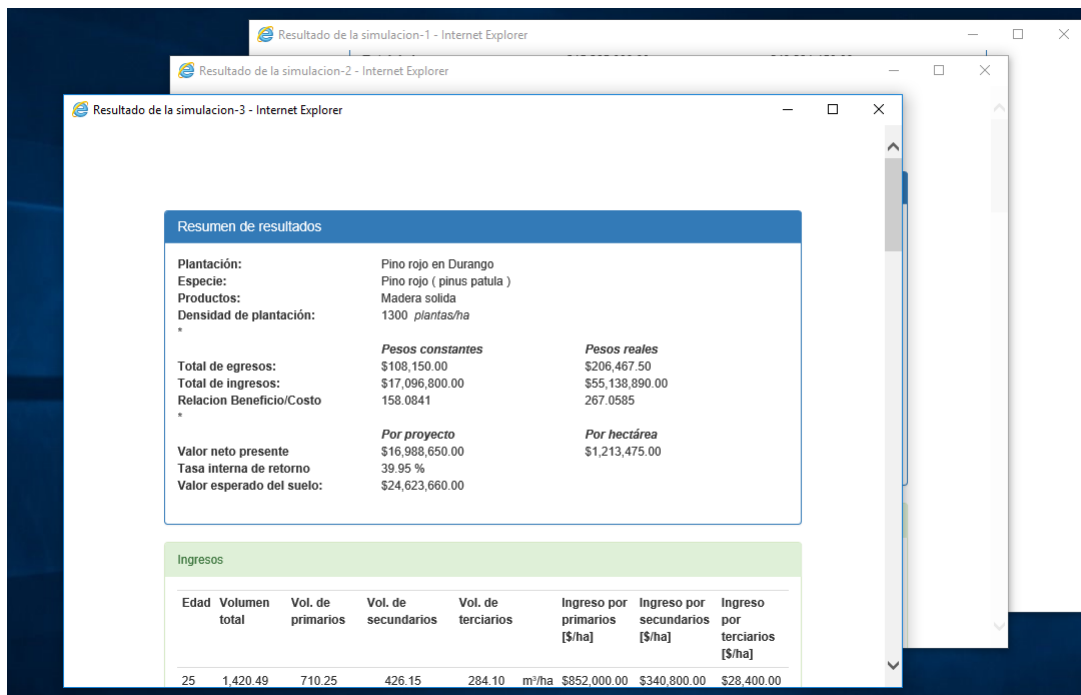 Resultado de la simulacion-1 - Internet Explorer
Resultado de la simulacion-2 - Internet Explorer
Resultado de la simulacion-3 - Internet Explorer
Resumen de resultados
Plantación: Pino rojo en Durango
Especie: Pino rojo ( pinus patula )
Productos: Madera solida
Densidad de plantación: 1300 plantas/ha
*
Pesos constantes Pesos reales
Total de egresos: $108,150.00 $206,467.50
Total de ingresos: $17,096,800.00 $55,138,890.00
Relacion Beneficio/Costo 158.0841 267.0585
*
Por proyecto Por hectárea
Valor neto presente $16,988,650.00 $1,213,475.00
Tasa interna de retorno 39.95 %
Valor esperado del suelo: $24,623,660.00
Ingresos
Edad Volumen Vol. de Vol. de Vol. de Ingreso por Ingreso por Ingreso
total primarios secundarios terciarios primarios secundarios por
[$/ha] [$/ha] terciarios
[$/ha]
25 1,420.49 710.25 426.15 284.10 m³/ha $852,000.00 $340,800.00 $28,400.00